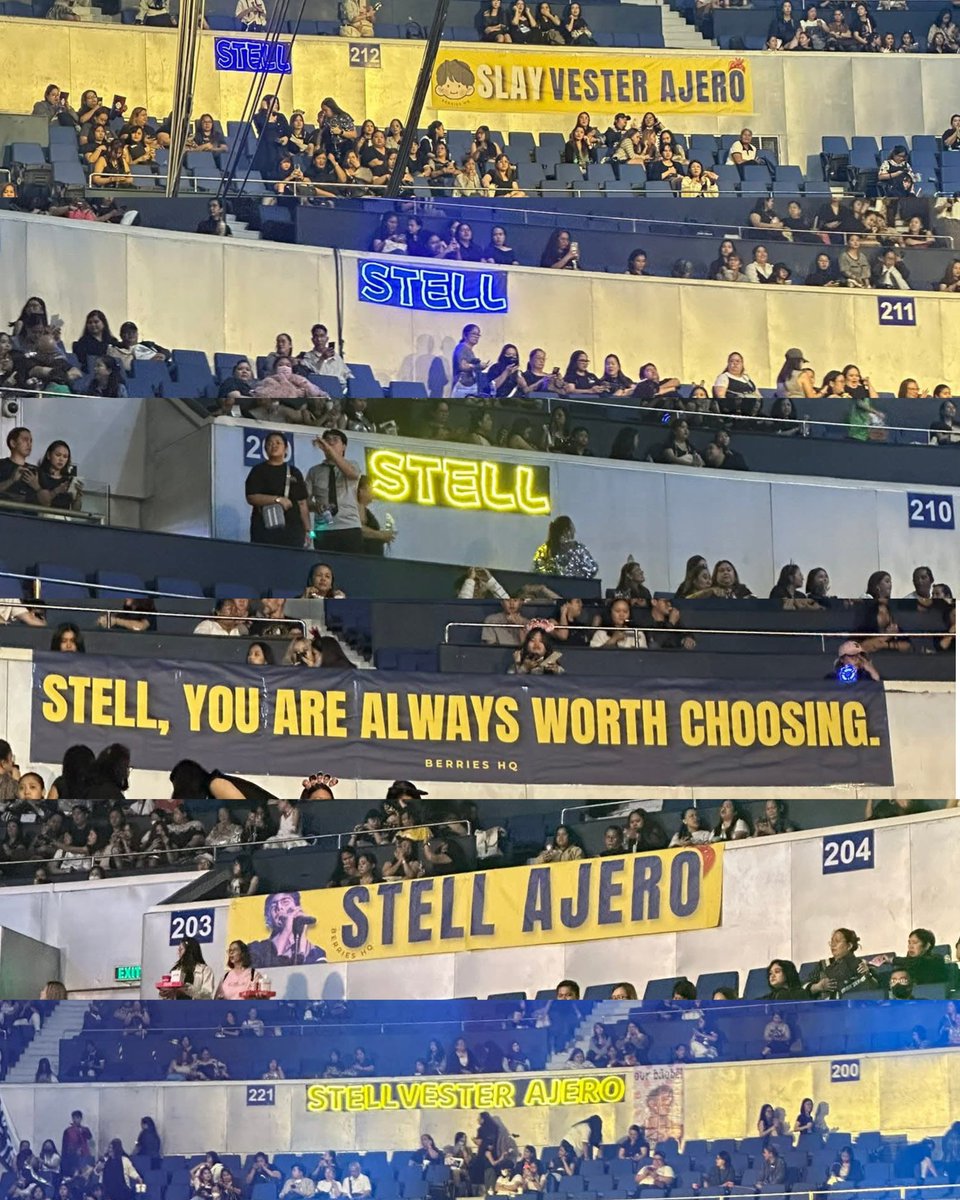 STELL
212
SLAYVESTER AJERO
BERRIES HQ
STELL
211
STELL
210
STELL, YOU ARE ALWAYS WORTH CHOOSING.
BERRIES HQ
204
STELL AJERO
BERRIES HQ
203
EXIT
221
STELLVESTER AJERO
200